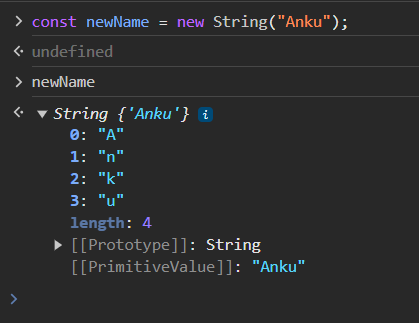 > const newName = new String("Anku");
undefined
> newName
String {'Anku'} i
0: "A"
1: "n"
2: "k"
3: "u"
length: 4
[[Prototype]]: String
[[PrimitiveValue]]: "Anku"
>